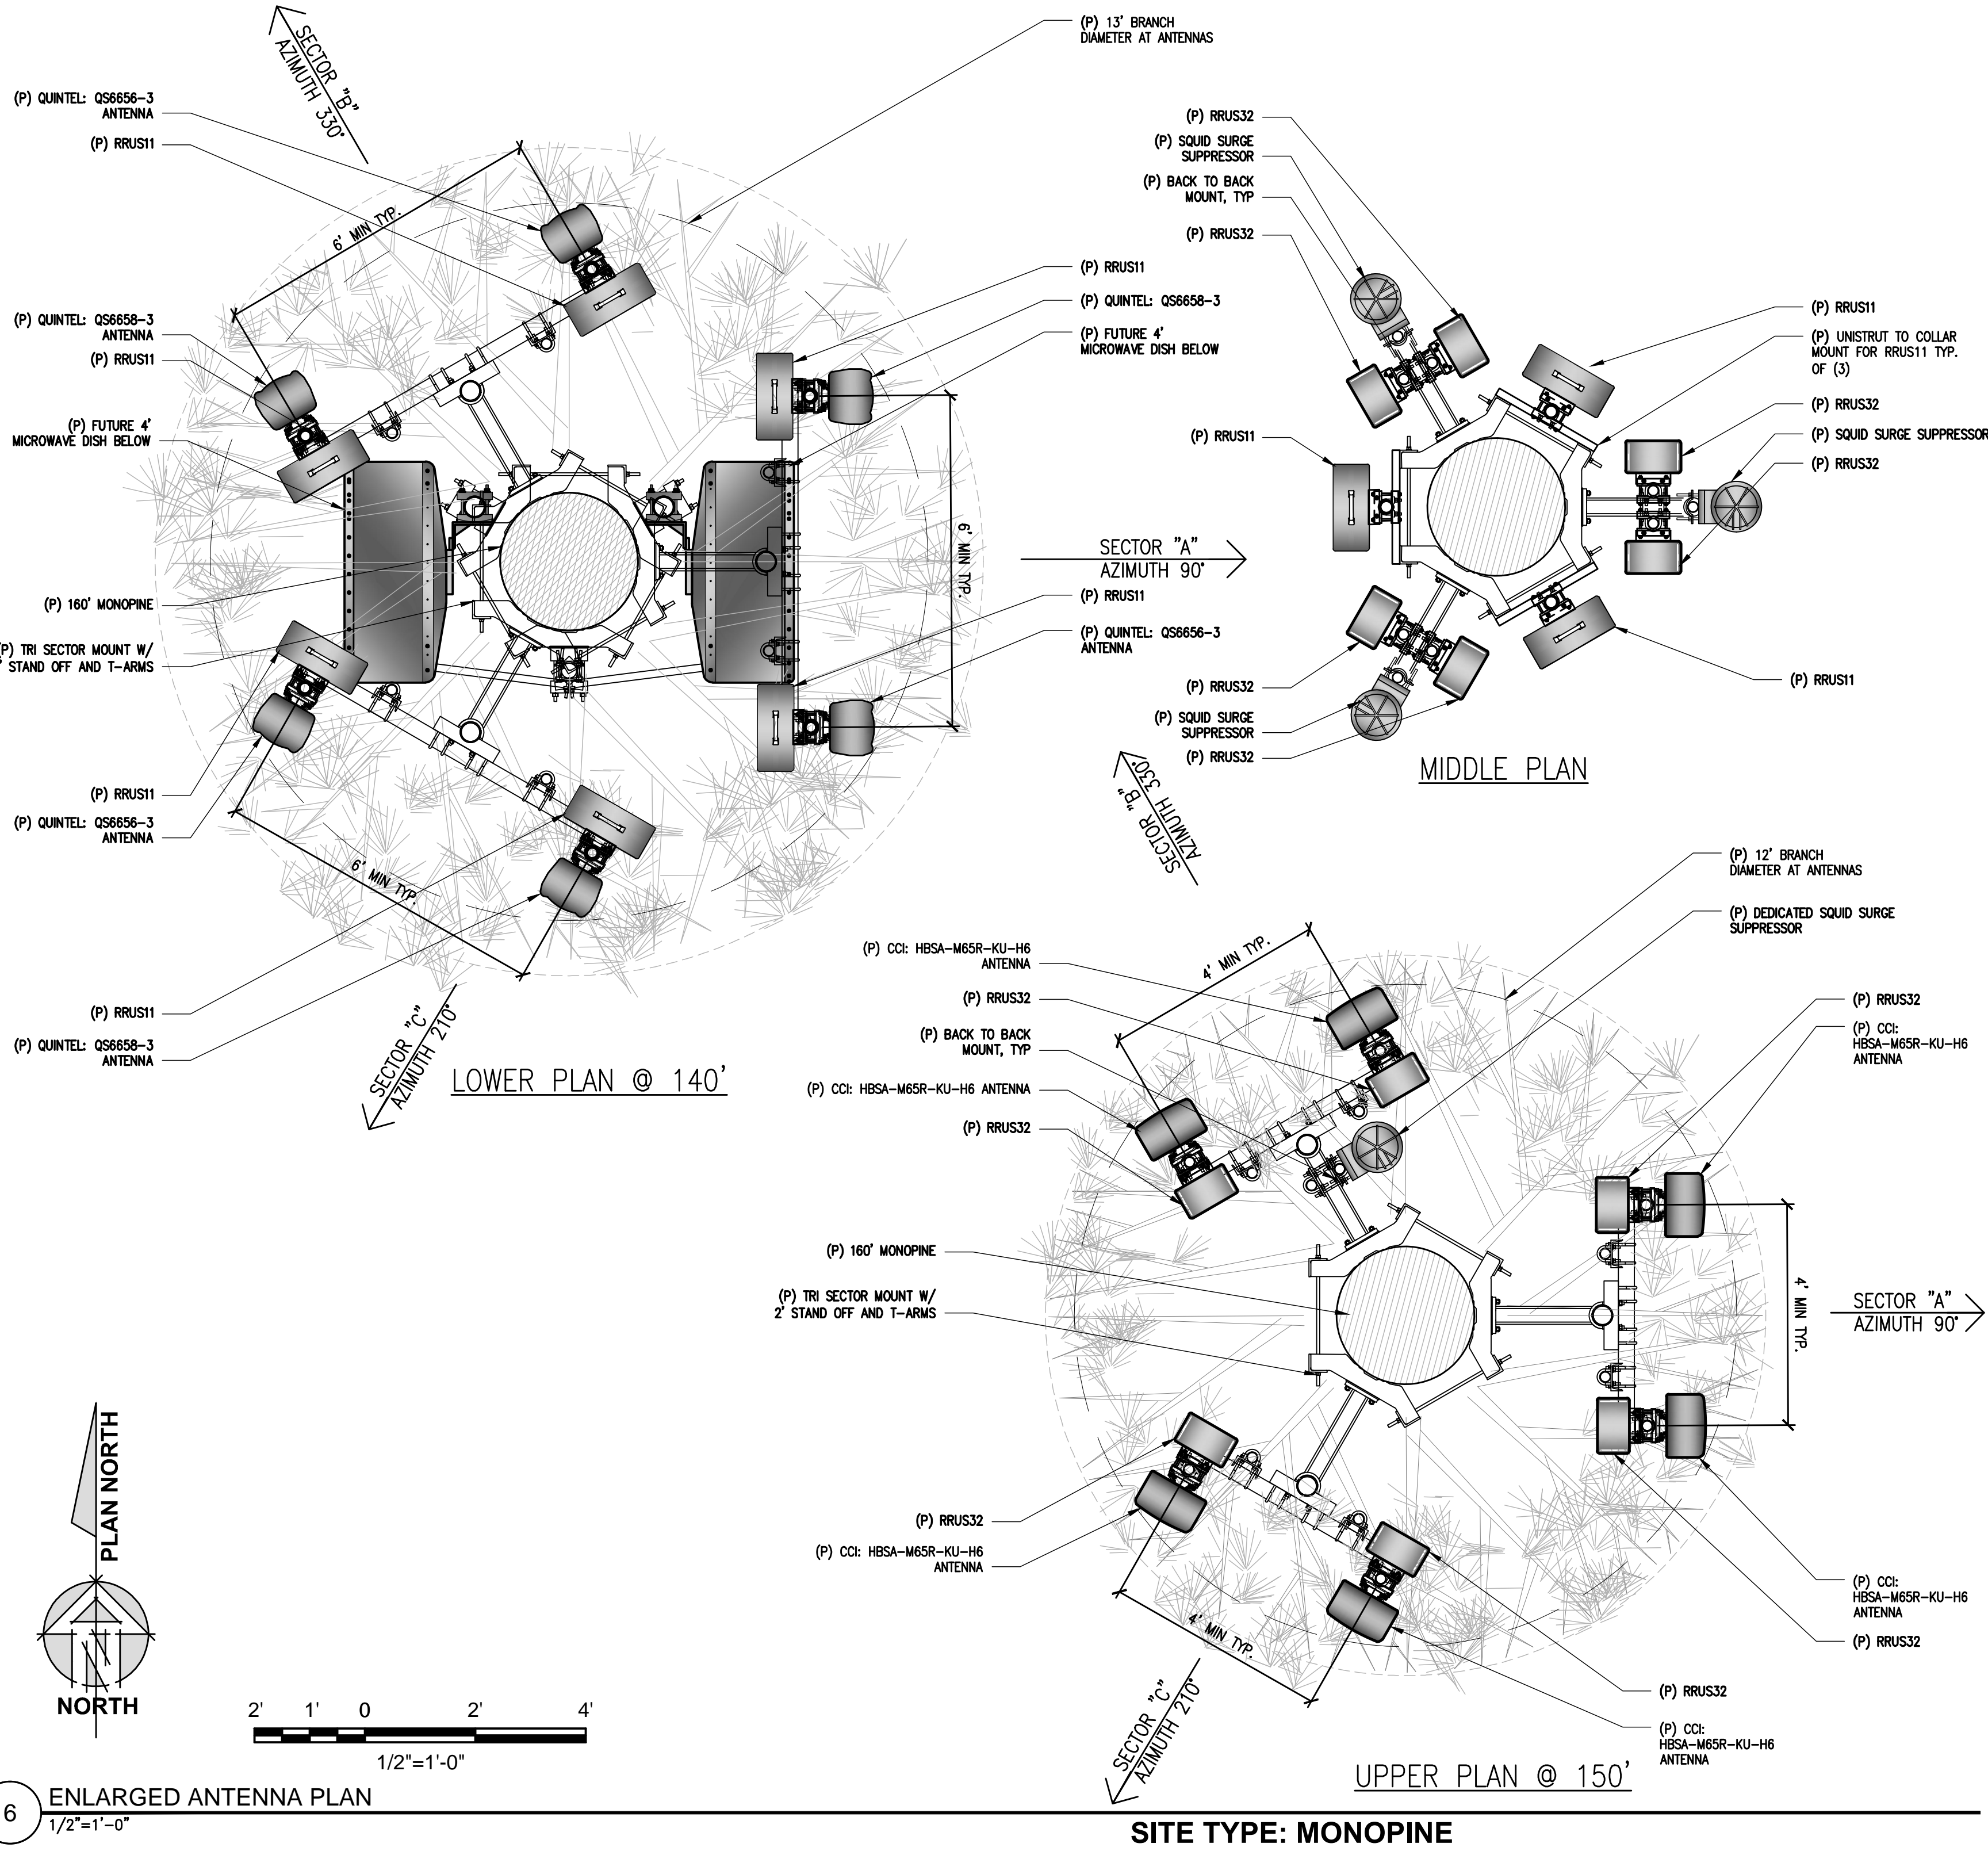 (P) 13' BRANCH
DIAMETER AT ANTENNAS
SECTOR "B"
AZIMUTH 330°
(P) QUINTEL: QS6656-3
ANTENNA
(P) RRUS11
6' MIN TYP.
(P) QUINTEL: QS6658-3
ANTENNA
(P) RRUS11
(P) FUTURE 4'
MICROWAVE DISH BELOW
(P) 160' MONOPINE
(P) TRI SECTOR MOUNT W/
' STAND OFF AND T-ARMS
(P) RRUS11
(P) QUINTEL: QS6656-3
ANTENNA
6' MIN TYP.
(P) RRUS11
(P) QUINTEL: QS6658-3
ANTENNA
(P) RRUS11
(P) QUINTEL: QS6658-3
(P) FUTURE 4'
MICROWAVE DISH BELOW
6' MIN TYP.
SECTOR "A"
AZIMUTH 90°
(P) RRUS11
(P) QUINTEL: QS6656-3
ANTENNA
SECTOR "C"
AZIMUTH 210°
LOWER PLAN @ 140'
(P) RRUS32
(P) SQUID SURGE
SUPPRESSOR
(P) BACK TO BACK
MOUNT, TYP
(P) RRUS32
(P) RRUS11
(P) RRUS32
(P) SQUID SURGE
SUPPRESSOR
(P) RRUS32
(P) RRUS11
(P) UNISTRUT TO COLLAR
MOUNT FOR RRUS11 TYP.
OF (3)
(P) RRUS32
(P) SQUID SURGE SUPPRESSOR
(P) RRUS32
(P) RRUS11
MIDDLE PLAN
SECTOR "B"
AZIMUTH 330°
(P) 12' BRANCH
DIAMETER AT ANTENNAS
(P) DEDICATED SQUID SURGE
SUPPRESSOR
(P) CCI: HBSA-M65R-KU-H6
ANTENNA
(P) RRUS32
(P) BACK TO BACK
MOUNT, TYP
(P) CCI: HBSA-M65R-KU-H6 ANTENNA
(P) RRUS32
4' MIN TYP.
(P) 160' MONOPINE
(P) TRI SECTOR MOUNT W/
2' STAND OFF AND T-ARMS
(P) RRUS32
(P) CCI: HBSA-M65R-KU-H6
ANTENNA
4' MIN TYP.
(P) RRUS32
(P) CCI:
HBSA-M65R-KU-H6
ANTENNA
4' MIN TYP.
SECTOR "A"
AZIMUTH 90°
(P) CCI:
HBSA-M65R-KU-H6
ANTENNA
(P) RRUS32
(P) RRUS32
(P) CCI:
HBSA-M65R-KU-H6
ANTENNA
SECTOR "C"
AZIMUTH 210°
UPPER PLAN @ 150'
PLAN NORTH
NORTH
2' 1' 0 2' 4'
1/2"=1'-0"
6
ENLARGED ANTENNA PLAN
1/2"=1'-0"
SITE TYPE: MONOPINE